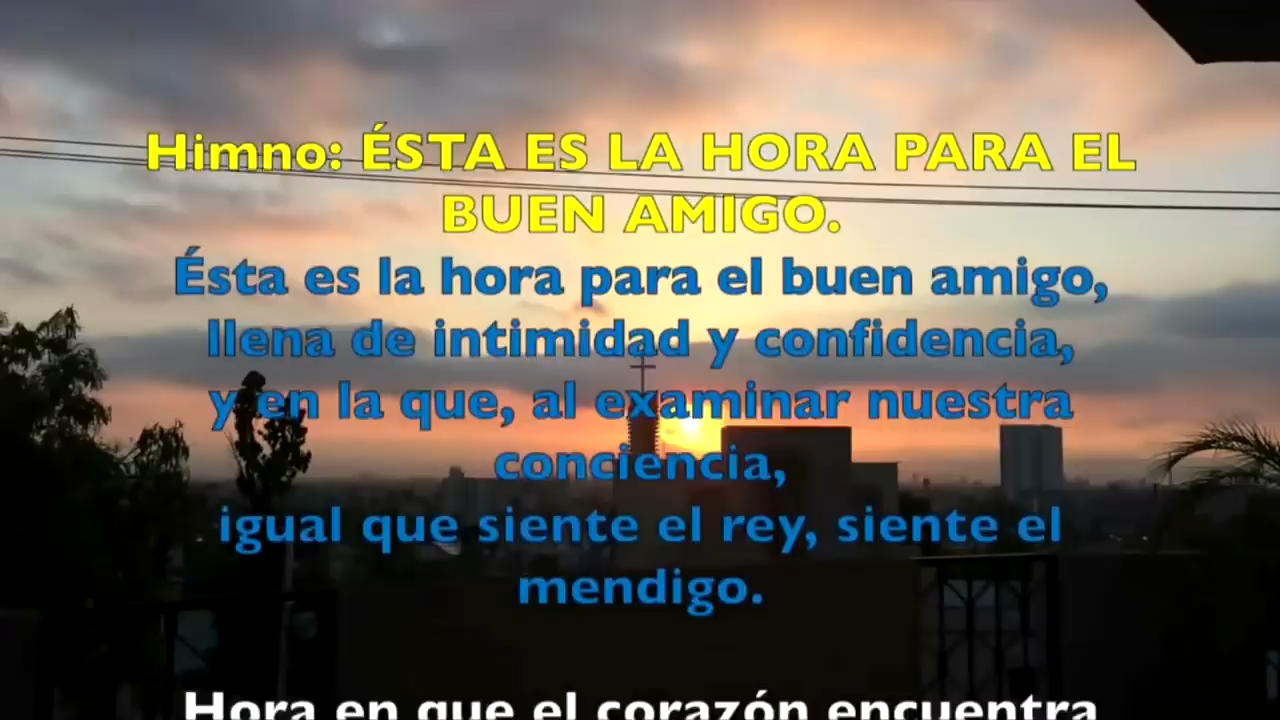 Himno: ÉSTA ES LA HORA PARA EL
BUEN AMIGO.
Ésta es la hora para el buen amigo,
llena de intimidad y confidencia,
y en la que, al examinar nuestra
conciencia,
igual que siente el rey, siente el
mendigo.
Hora en que el corazón encuentra